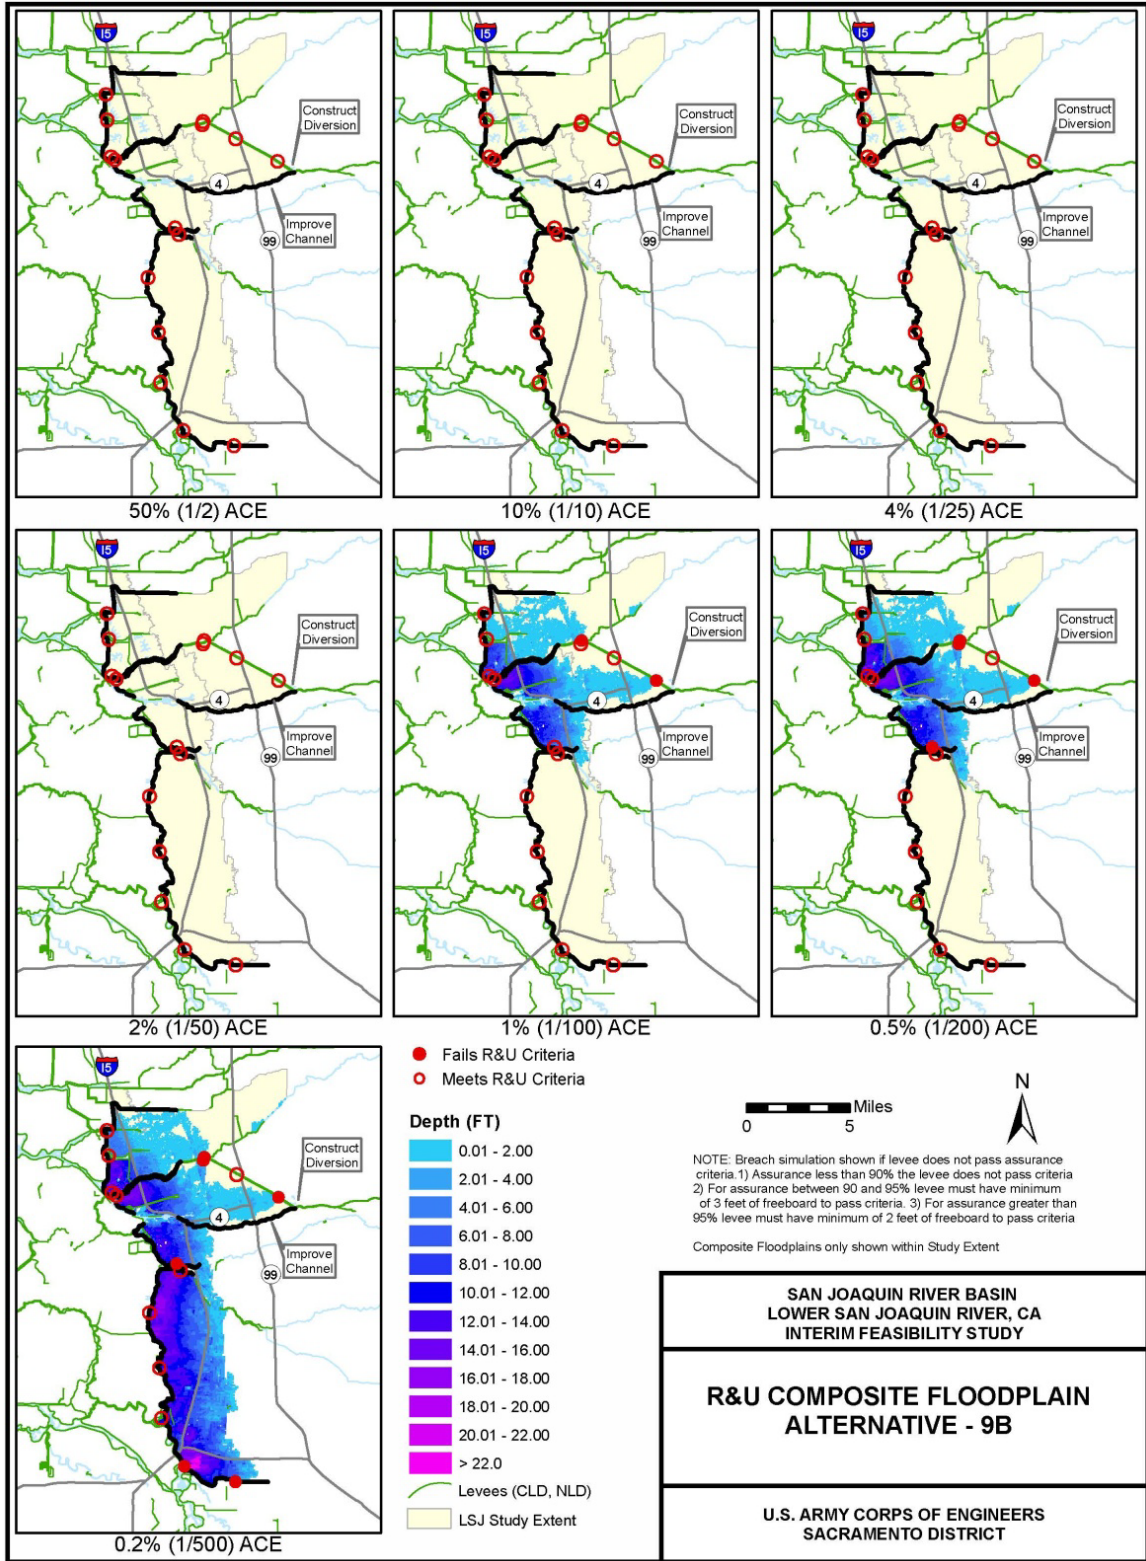 15
Construct
Diversion
4
Improve
Channel
99
50% (1/2) ACE
15
Construct
Diversion
4
Improve
Channel
99
10% (1/10) ACE
15
Construct
Diversion
4
Improve
Channel
99
4% (1/25) ACE
15
Construct
Diversion
4
Improve
Channel
99
2% (1/50) ACE
15
Construct
Diversion
4
Improve
Channel
99
1% (1/100) ACE
15
Construct
Diversion
4
Improve
Channel
99
0.5% (1/200) ACE
15
Construct
Diversion
4
Improve
Channel
99
0.2% (1/500) ACE
Fails R&U Criteria
Meets R&U Criteria
Depth (FT)
0.01 - 2.00
2.01 - 4.00
4.01 - 6.00
6.01 - 8.00
8.01 - 10.00
10.01 - 12.00
12.01 - 14.00
14.01 - 16.00
16.01 - 18.00
18.01 - 20.00
20.01 - 22.00
> 22.0
Levees (CLD, NLD)
LSJ Study Extent
Miles
0 5
N
NOTE: Breach simulation shown if levee does not pass assurance
criteria.1) Assurance less than 90% the levee does not pass criteria
2) For assurance between 90 and 95% levee must have minimum
of 3 feet of freeboard to pass criteria. 3) For assurance greater than
95% levee must have minimum of 2 feet of freeboard to pass criteria
Composite Floodplains only shown within Study Extent
SAN JOAQUIN RIVER BASIN
LOWER SAN JOAQUIN RIVER, CA
INTERIM FEASIBILITY STUDY
R&U COMPOSITE FLOODPLAIN
ALTERNATIVE - 9B
U.S. ARMY CORPS OF ENGINEERS
SACRAMENTO DISTRICT